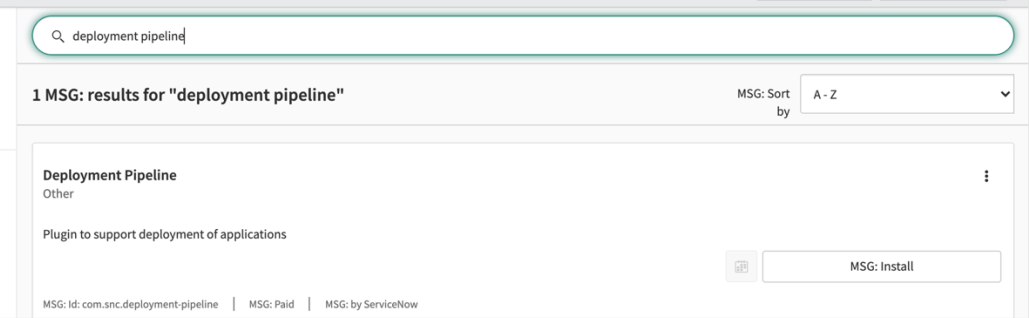 deployment pipeline
1 MSG: results for "deployment pipeline"
MSG: Sort by
A - Z
Deployment Pipeline
Other
Plugin to support deployment of applications
MSG: Install
MSG: Id: com.snc.deployment-pipeline | MSG: Paid | MSG: by ServiceNow